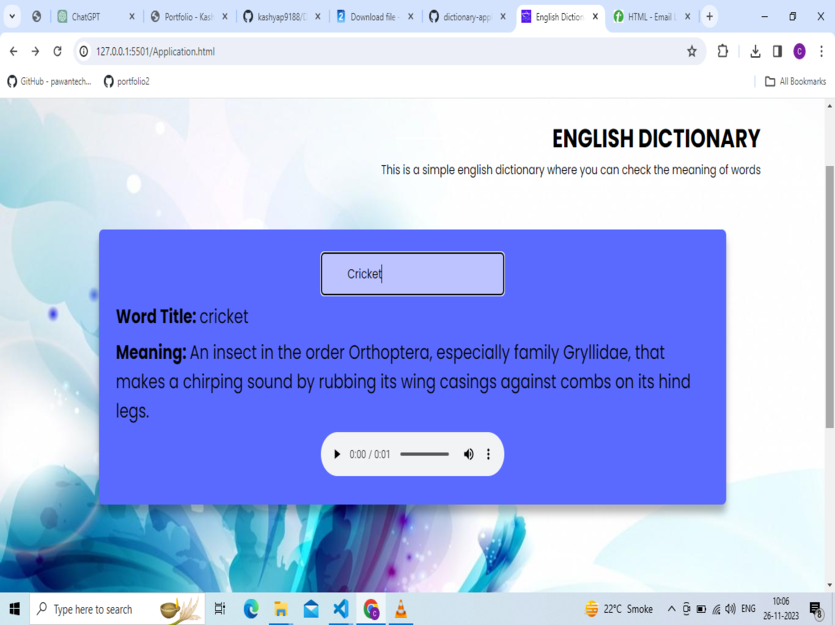 ChatGPT
Portfolio - Kash
kashyap9188/
Download file -
dictionary-app
English Diction
HTML - Email
127.0.0.1:5501/Application.html
C
GitHub - pawantech...
portfolio2
All Bookmarks
ENGLISH DICTIONARY
This is a simple english dictionary where you can check the meaning of words
Cricket
Word Title: cricket
Meaning: An insect in the order Orthoptera, especially family Gryllidae, that
makes a chirping sound by rubbing its wing casings against combs on its hind
legs.
0:00 / 0:01
Type here to search
22°C Smoke
ENG
10:06
26-11-2023
8